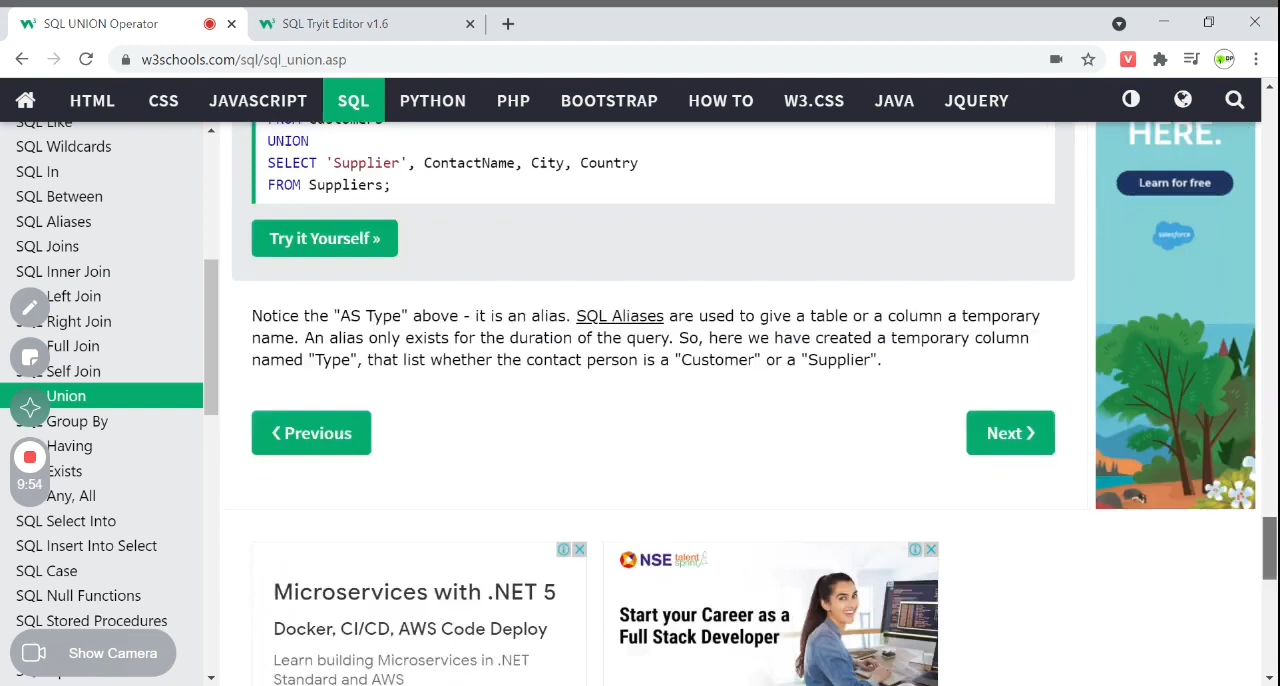 SQL UNION Operator
SQL Tryit Editor v1.6
w3schools.com/sql/sql_union.asp
HTML CSS JAVASCRIPT SQL PYTHON PHP BOOTSTRAP HOW TO W3.CSS JAVA JQUERY
SQL Like
SQL Wildcards
SQL In
SQL Between
SQL Aliases
SQL Joins
SQL Inner Join
Left Join
Right Join
Full Join
Self Join
Union
Group By
Having
Exists
Any, All
SQL Select Into
SQL Insert Into Select
SQL Case
SQL Null Functions
SQL Stored Procedures
9:54
Show Camera
FROM Customers
UNION
SELECT 'Supplier', ContactName, City, Country
FROM Suppliers;
Try it Yourself »
Notice the "AS Type" above - it is an alias. SQL Aliases are used to give a table or a column a temporary
name. An alias only exists for the duration of the query. So, here we have created a temporary column
named "Type", that list whether the contact person is a "Customer" or a "Supplier".
❮ Previous
Next ❯
HERE.
Learn for free
salesforce
Microservices with .NET 5
Docker, CI/CD, AWS Code Deploy
Learn building Microservices in .NET
Standard and AWS
NSE talent sprint
Start your Career as a
Full Stack Developer